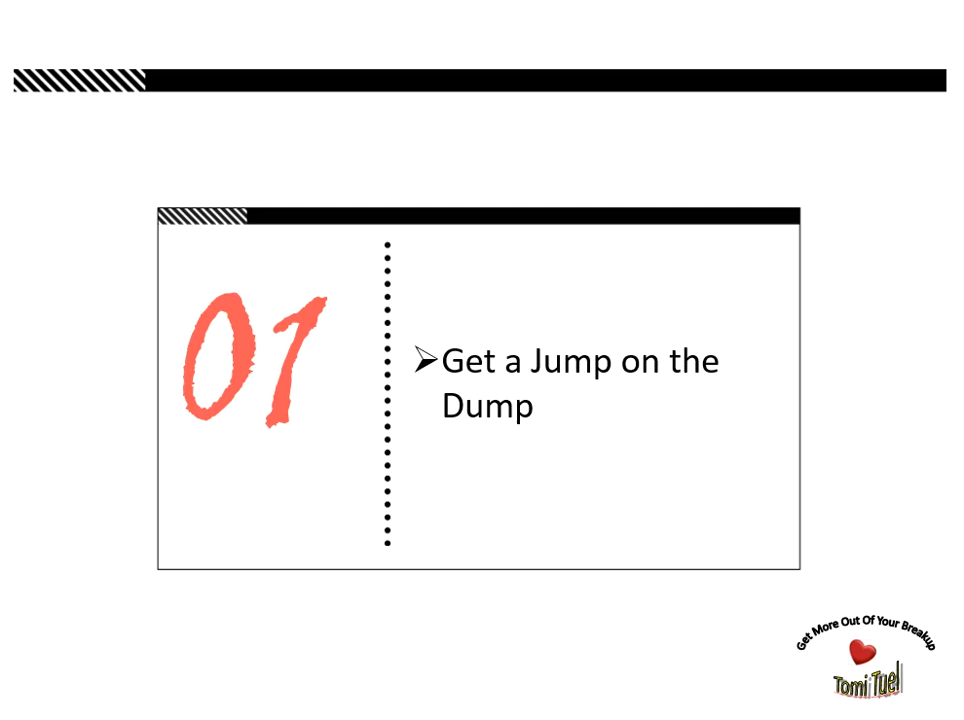 01
➢Get a Jump on the
Dump
Get More Out Of Your Breakup
Tomi Tuel